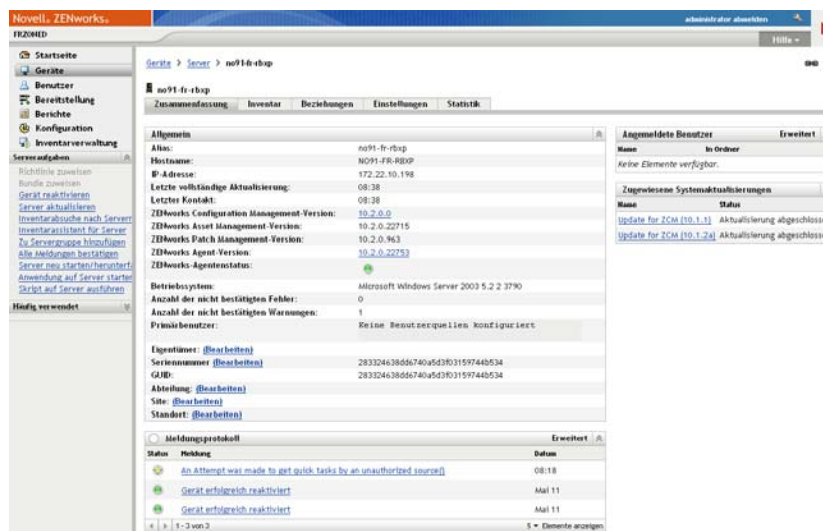 Novell® ZENworks®
administrator abmelden
FRZONED
Hilfe
Startseite
Geräte
Benutzer
Bereitstellung
Berichte
Konfiguration
Inventarverwaltung
Serveraufgaben
Richtlinie zuweisen
Bundle zuweisen
Gerät reaktivieren
Server aktualisieren
Inventarabsuche nach Servern
Inventarassistent für Server
Zu Servergruppe hinzufügen
Alle Meldungen bestätigen
Server neu starten/herunterf
Anwendung auf Server starten
Skript auf Server ausführen
Häufig verwendet
Geräte > Server > no91-fr-rbxp
no91-fr-rbxp
Zusammenfassung Inventar Beziehungen Einstellungen Statistik
Allgemein
Alias: no91-fr-rbxp
Hostname: NO91-FR-RBXP
IP-Adresse: 172.22.10.198
Letzte vollständige Aktualisierung: 08:38
Letzter Kontakt: 08:38
ZENworks Configuration Management-Version: 10.2.0.0
ZENworks Asset Management-Version: 10.2.0.22715
ZENworks Patch Management-Version: 10.2.0.963
ZENworks Agent-Version: 10.2.0.22753
ZENworks-Agentenstatus:
Betriebssystem: Microsoft Windows Server 2003 5.2 2 3790
Anzahl der nicht bestätigten Fehler: 0
Anzahl der nicht bestätigten Warnungen: 1
Primärbenutzer: Keine Benutzerquellen konfiguriert
Eigentümer: (Bearbeiten)
Seriennummer (Bearbeiten) 283324638dd6740a5d3f03159744b534
GUID: 283324638dd6740a5d3f03159744b534
Abteilung: (Bearbeiten)
Site: (Bearbeiten)
Standort: (Bearbeiten)
Meldungsprotokoll Erweitert
Status Meldung Datum
An Attempt was made to get quick tasks by an unauthorized source() 08:18
Gerät erfolgreich reaktiviert Mai 11
Gerät erfolgreich reaktiviert Mai 11
1 - 3 von 3 5 Elemente anzeigen
Angemeldete Benutzer Erweitert
Name In Ordner
Keine Elemente verfügbar.
Zugewiesene Systemaktualisierungen
Name Status
Update for ZCM (10.1.1) Aktualisierung abgeschlosse
Update for ZCM (10.1.2a) Aktualisierung abgeschlosse